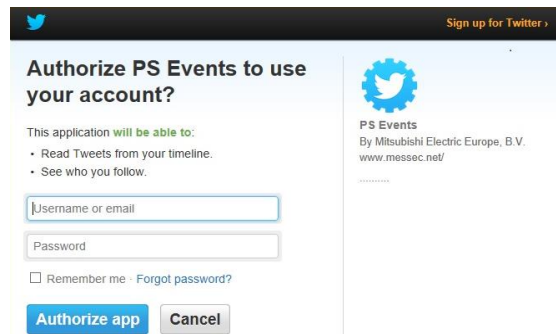 Sign up for Twitter ›
Authorize PS Events to use
your account?
This application will be able to:
• Read Tweets from your timeline.
• See who you follow.
Username or email
Password
Remember me · Forgot password?
Authorize app Cancel
PS Events
By Mitsubishi Electric Europe, B.V.
www.messec.net/